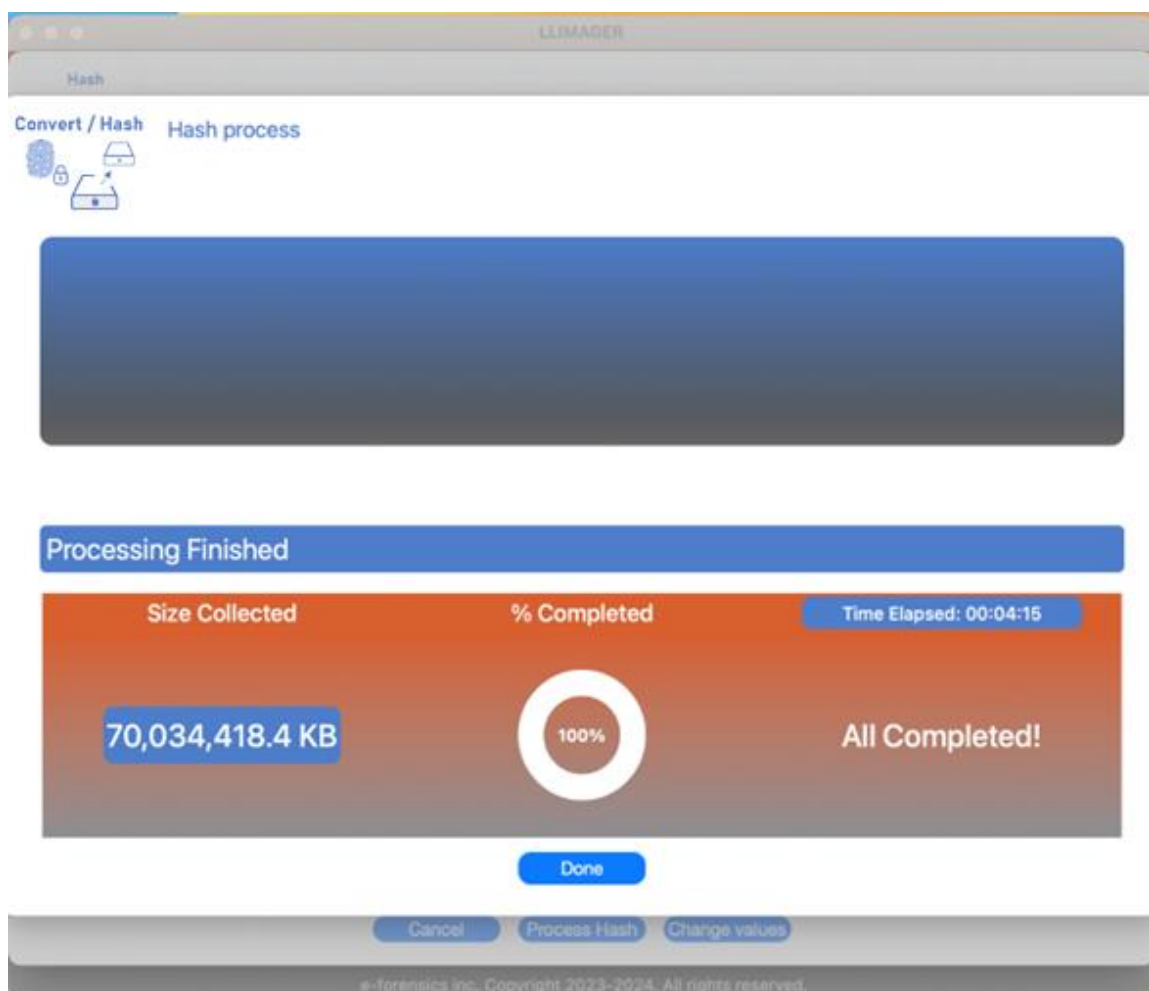 LLIMAGER
Hash
Convert / Hash
Hash process
Processing Finished
Size Collected
% Completed
Time Elapsed: 00:04:15
70,034,418.4 KB
100%
All Completed!
Done
Cancel
Process Hash
Change values
e-forensics inc. Copyright 2023-2024. All rights reserved.